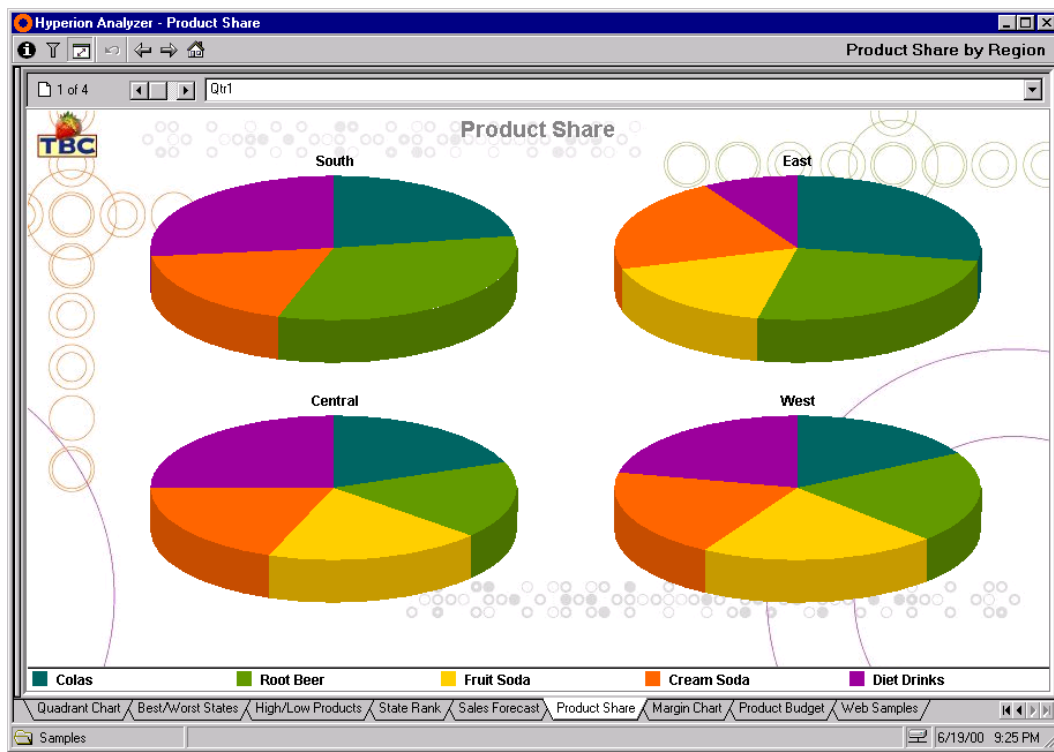 Hyperion Analyzer - Product Share
Product Share by Region
1 of 4
Qtr1
TBC
Product Share
South
East
Central
West
Colas
Root Beer
Fruit Soda
Cream Soda
Diet Drinks
Quadrant Chart
Best/Worst States
High/Low Products
State Rank
Sales Forecast
Product Share
Margin Chart
Product Budget
Web Samples
Samples
6/19/00 9:25 PM